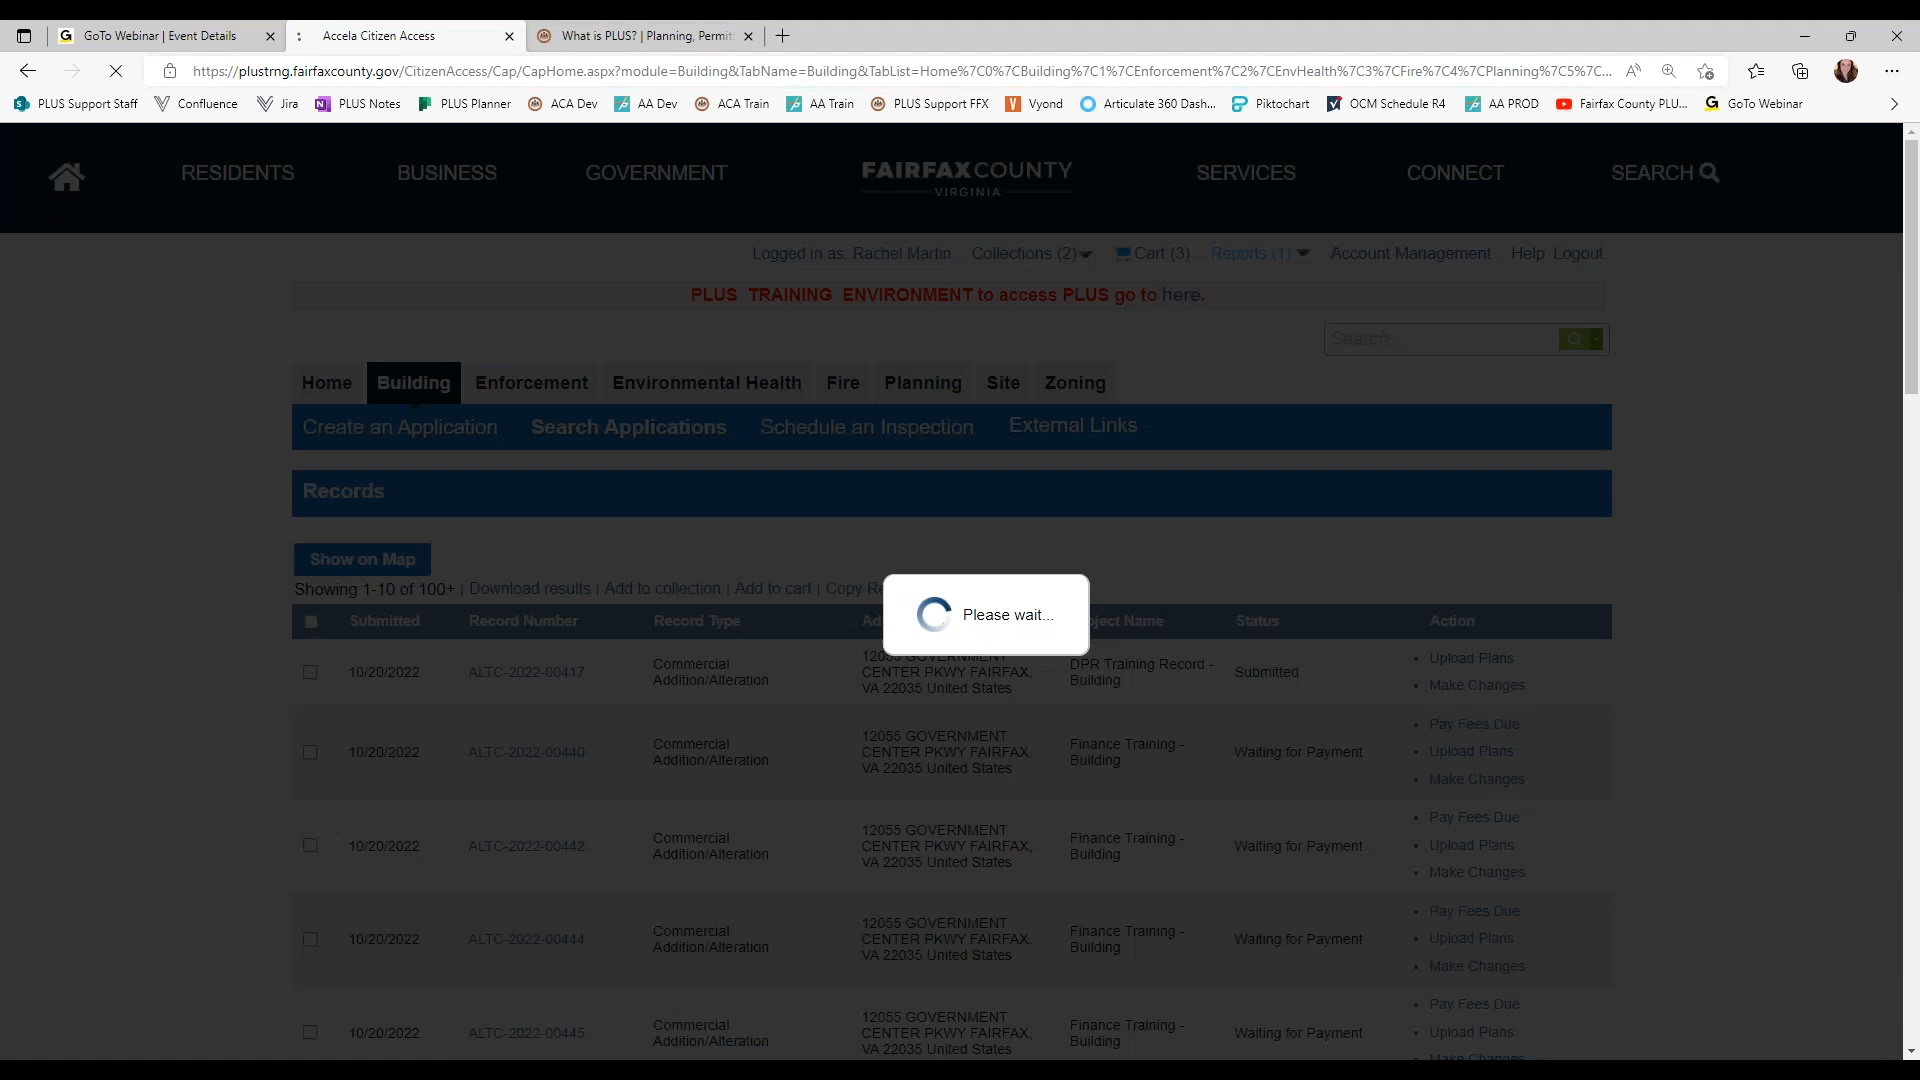 GoTo Webinar | Event Details
Accela Citizen Access
What is PLUS? | Planning, Permit
https://plustrng.fairfaxcounty.gov/CitizenAccess/Cap/CapHome.aspx?module=Building&TabName=Building&TabList=Home%7C0%7CBuilding%7C1%7CEnforcement%7C2%7CEnvHealth%7C3%7CFire%7C4%7CPlanning%7C5%7C...
PLUS Support Staff Confluence Jira PLUS Notes PLUS Planner ACA Dev AA Dev ACA Train AA Train PLUS Support FFX Vyond Articulate 360 Dash... Piktochart OCM Schedule R4 AA PROD Fairfax County PLU... GoTo Webinar
RESIDENTS BUSINESS GOVERNMENT FAIRFAX COUNTY SERVICES CONNECT SEARCH
VIRGINIA
Logged in as: Rachel Martin Collections (2) Cart (3) Reports (1) Account Management Help Logout
PLUS TRAINING ENVIRONMENT to access PLUS go to here.
Search...
Home Building Enforcement Environmental Health Fire Planning Site Zoning
Create an Application Search Applications Schedule an Inspection External Links
Records
Show on Map
Showing 1-10 of 100+ | Download results | Add to collection | Add to cart | Copy Re
Please wait...
Submitted Record Number Record Type Ad ject Name Status Action
10/20/2022 ALTC-2022-00417 Commercial Addition/Alteration 12055 GOVERNMENT CENTER PKWY FAIRFAX, VA 22035 United States DPR Training Record - Building Submitted
Upload Plans
Make Changes
10/20/2022 ALTC-2022-00440 Commercial Addition/Alteration 12055 GOVERNMENT CENTER PKWY FAIRFAX, VA 22035 United States Finance Training - Building Waiting for Payment
Pay Fees Due
Upload Plans
Make Changes
10/20/2022 ALTC-2022-00442 Commercial Addition/Alteration 12055 GOVERNMENT CENTER PKWY FAIRFAX, VA 22035 United States Finance Training - Building Waiting for Payment
Pay Fees Due
Upload Plans
Make Changes
10/20/2022 ALTC-2022-00444 Commercial Addition/Alteration 12055 GOVERNMENT CENTER PKWY FAIRFAX, VA 22035 United States Finance Training - Building Waiting for Payment
Pay Fees Due
Upload Plans
Make Changes
10/20/2022 ALTC-2022-00445 Commercial Addition/Alteration 12055 GOVERNMENT CENTER PKWY FAIRFAX, VA 22035 United States Finance Training - Building Waiting for Payment
Pay Fees Due
Upload Plans
Make Changes